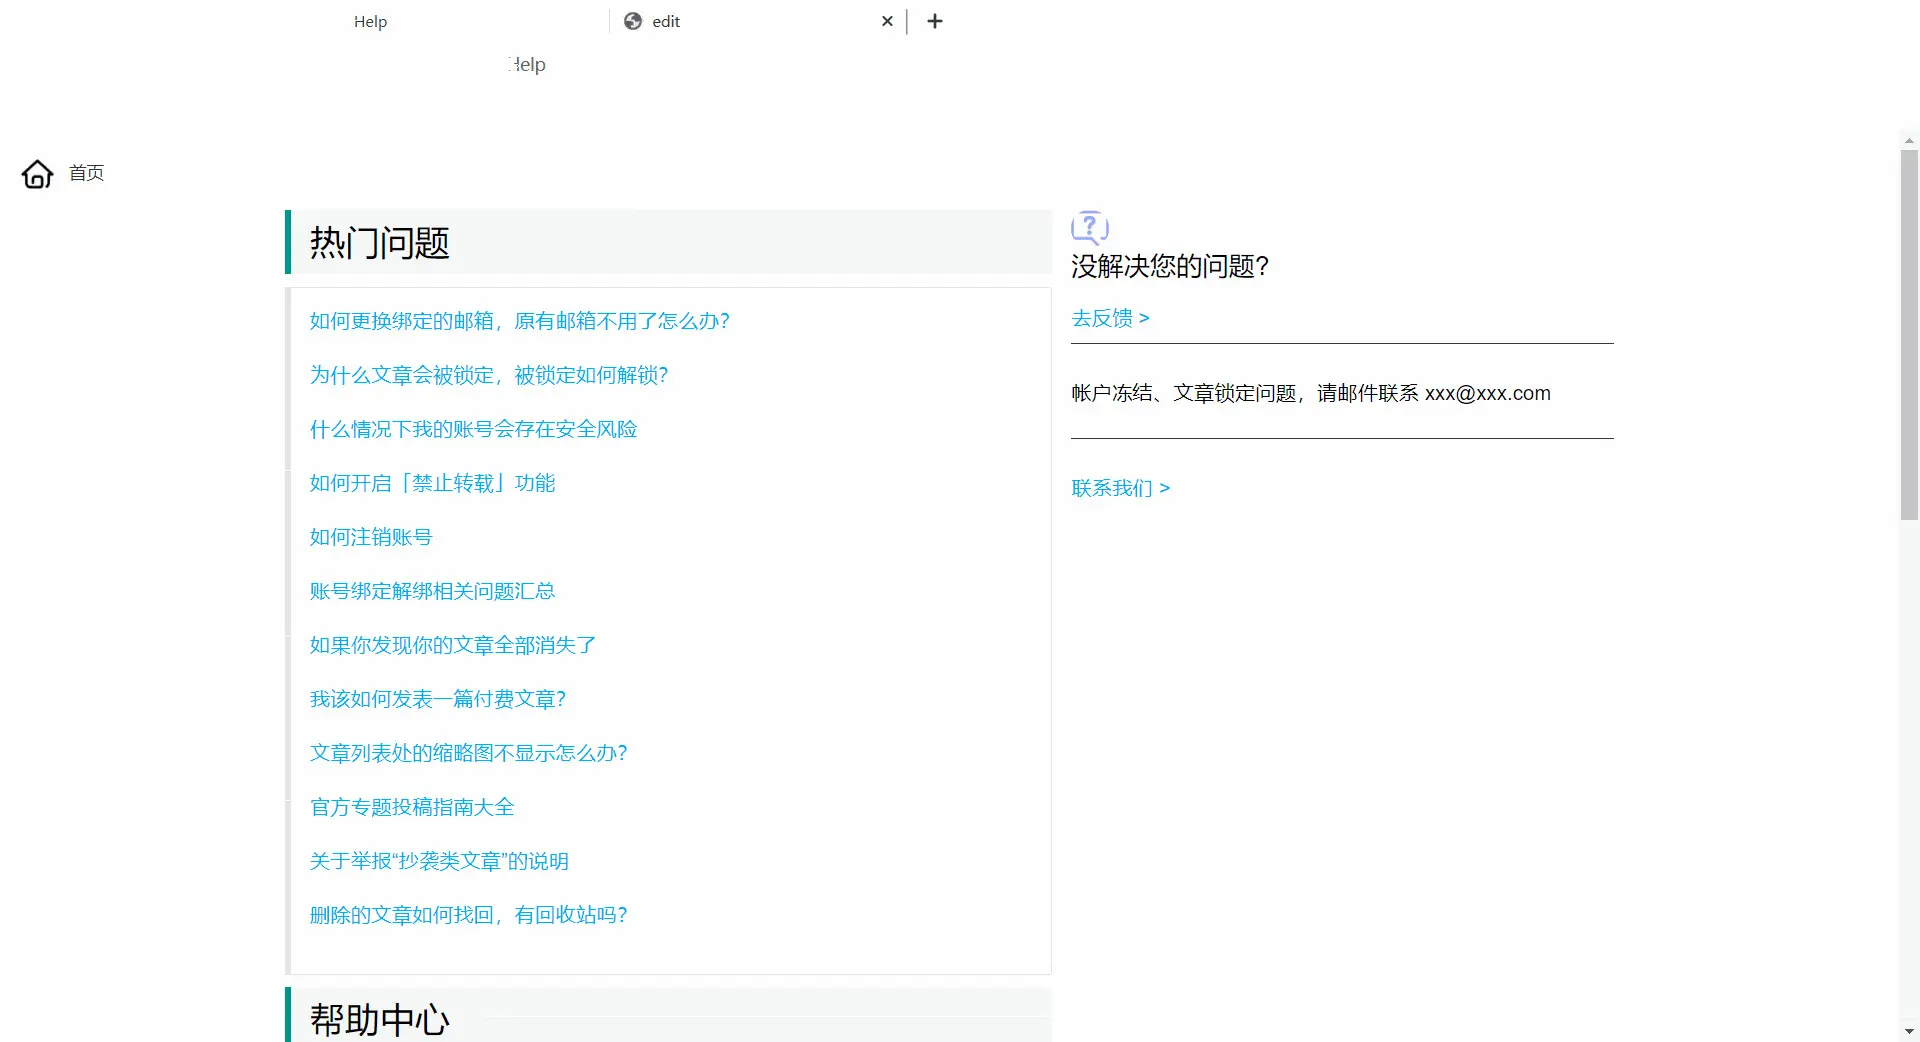 Help
edit
Help
首页
热门问题
如何更换绑定的邮箱，原有邮箱不用了怎么办？
为什么文章会被锁定，被锁定如何解锁？
什么情况下我的账号会存在安全风险
如何开启「禁止转载」功能
如何注销账号
账号绑定解绑相关问题汇总
如果你发现你的文章全部消失了
我该如何发表一篇付费文章？
文章列表处的缩略图不显示怎么办？
官方专题投稿指南大全
关于举报“抄袭类文章”的说明
删除的文章如何找回，有回收站吗？
帮助中心
没解决您的问题?
去反馈 >
帐户冻结、文章锁定问题，请邮件联系 xxx@xxx.com
联系我们 >